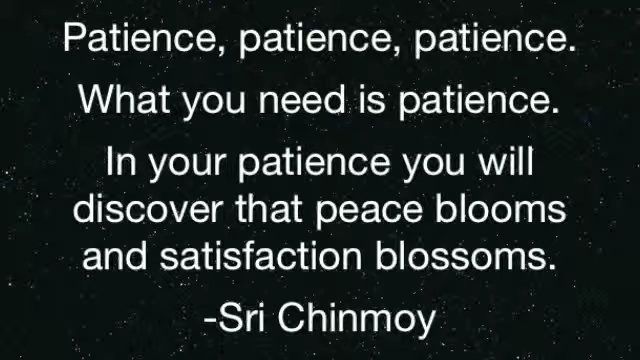 Patience, patience, patience.
What you need is patience.
In your patience you will
discover that peace blooms
and satisfaction blossoms.
-Sri Chinmoy